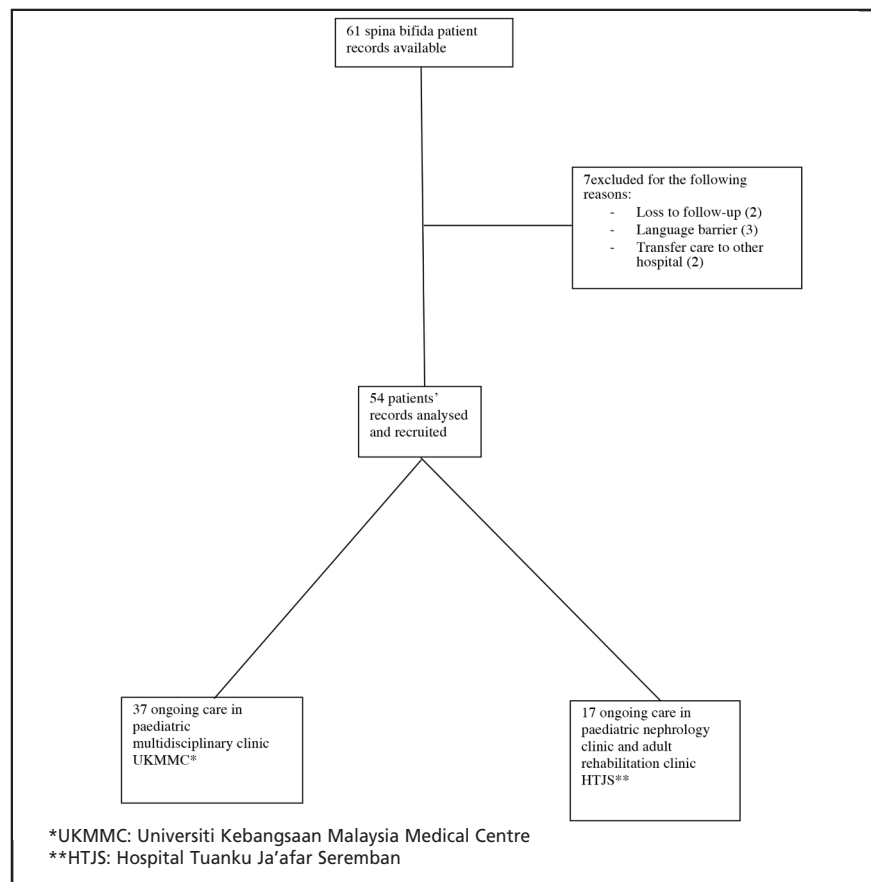 61 spina bifida patient
records available
7excluded for the following
reasons:
- Loss to follow-up (2)
- Language barrier (3)
- Transfer care to other
hospital (2)
54 patients’
records analysed
and recruited
37 ongoing care in
paediatric
multidisciplinary clinic
UKMMC*
17 ongoing care in
paediatric nephrology
clinic and adult
rehabilitation clinic
HTJS**
*UKMMC: Universiti Kebangsaan Malaysia Medical Centre
**HTJS: Hospital Tuanku Ja’afar Seremban